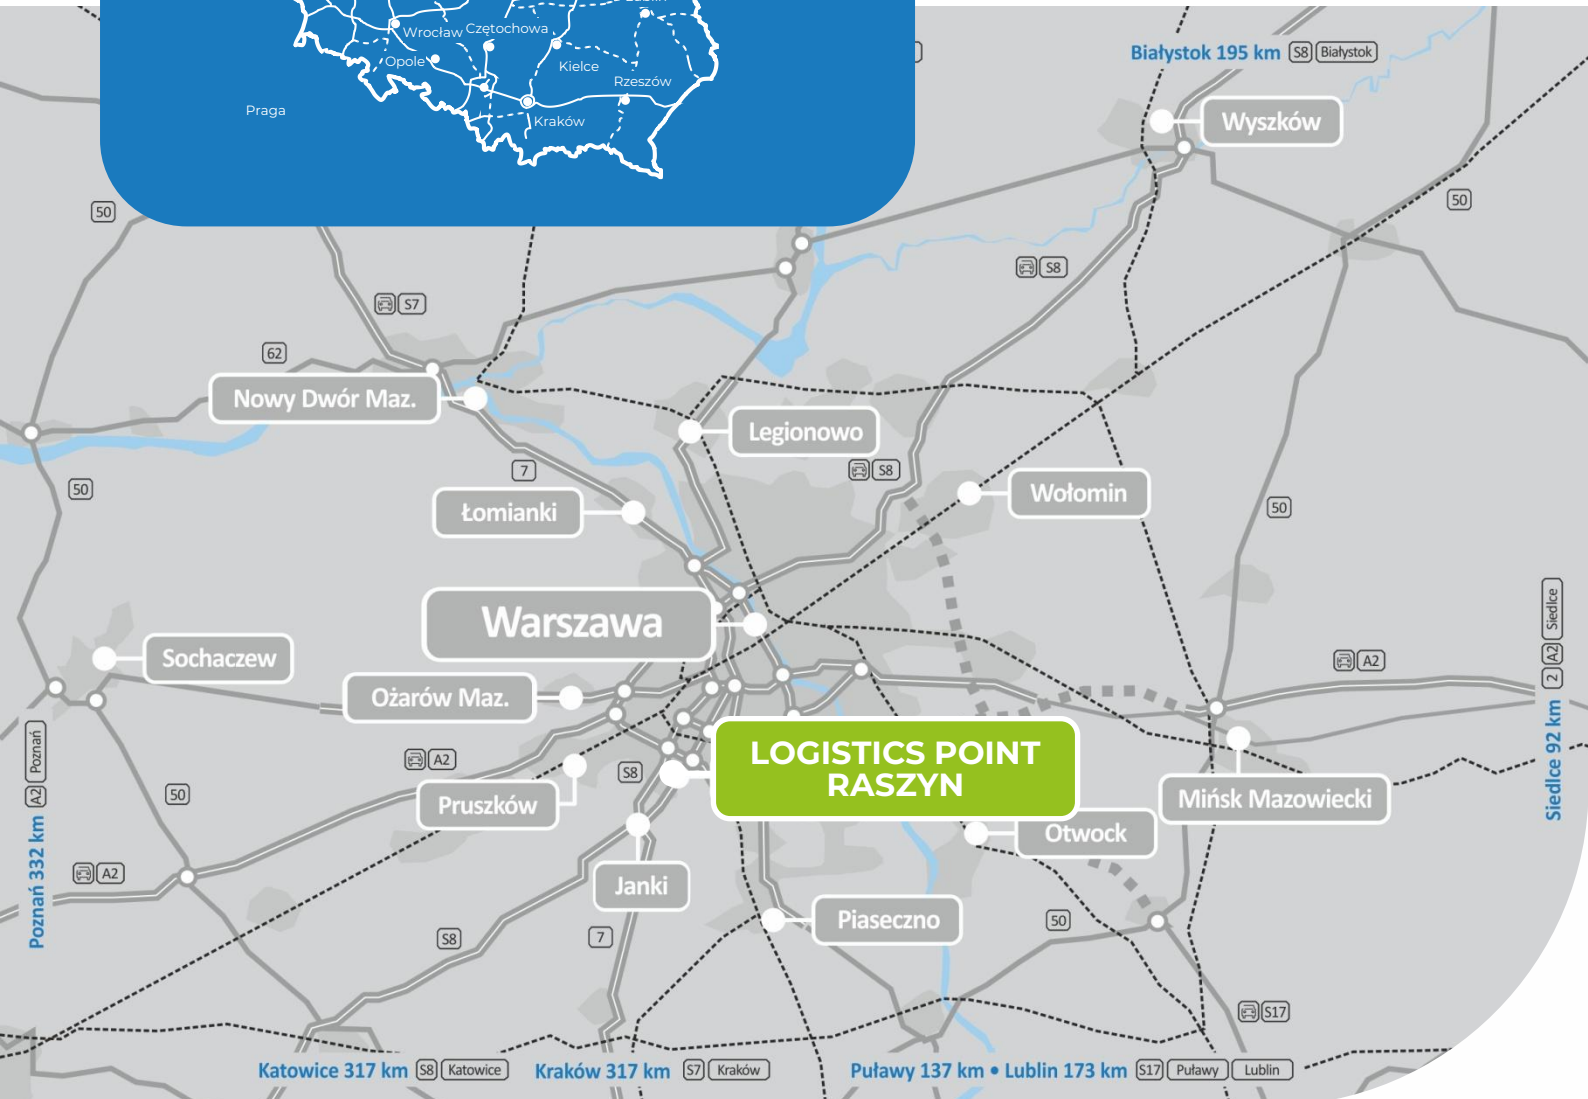 Wrocław
Czętochowa
Opole
Kielce
Rzeszów
Praga
Kraków
Białystok 195 km S8 Białystok
Wyszków
50
50
S8
S7
62
Nowy Dwór Maz.
Legionowo
7
S8
50
Wołomin
Łomianki
50
Warszawa
Sochaczew
A2
2 A2 Siedlce
Siedlce 92 km
Ożarów Maz.
LOGISTICS POINT
RASZYN
A2 Poznań
Poznań 332 km
A2
S8
50
Pruszków
Mińsk Mazowiecki
Otwock
A2
Janki
Piaseczno
50
S8
7
S17
Katowice 317 km S8 Katowice
Kraków 317 km S7 Kraków
Puławy 137 km • Lublin 173 km S17 Puławy Lublin